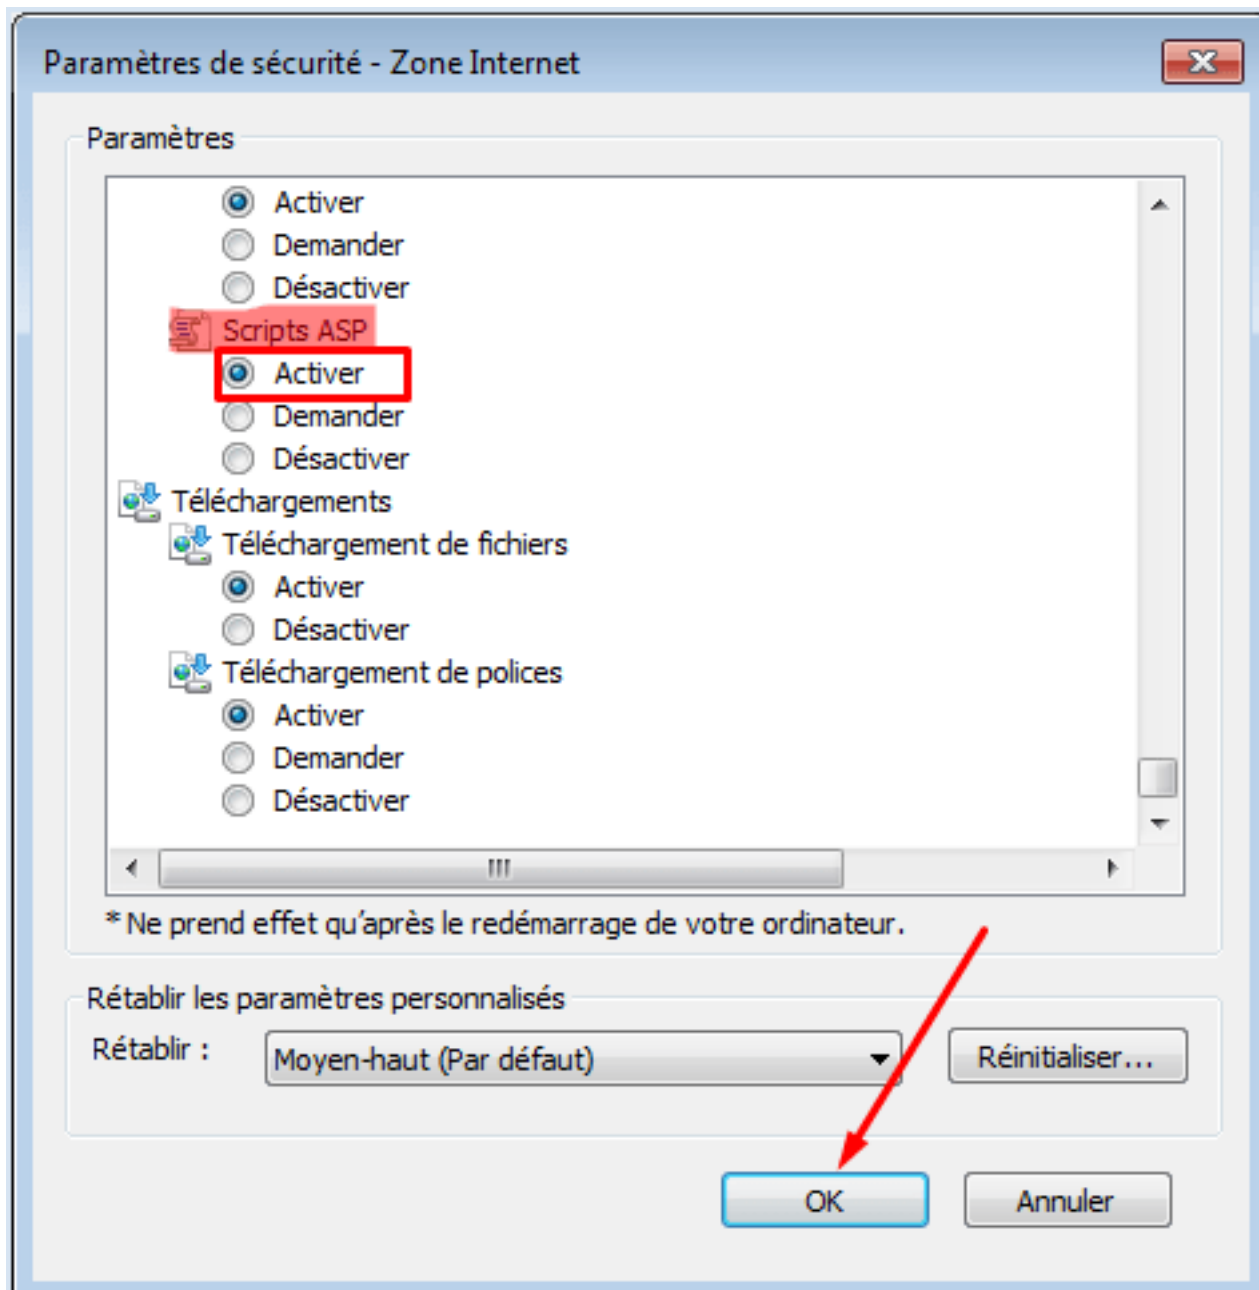 Paramètres de sécurité - Zone Internet
Paramètres
Activer
Demander
Désactiver
Scripts ASP
Activer
Demander
Désactiver
Téléchargements
Téléchargement de fichiers
Activer
Désactiver
Téléchargement de polices
Activer
Demander
Désactiver
* Ne prend effet qu'après le redémarrage de votre ordinateur.
Rétablir les paramètres personnalisés
Rétablir :
Moyen-haut (Par défaut)
Réinitialiser...
OK
Annuler